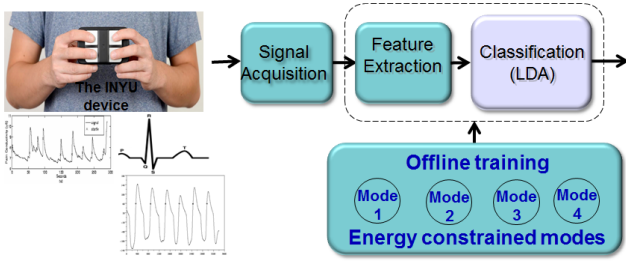 The INYU
device
Signal
Acquisition
Feature
Extraction
Classification
(LDA)
P
R
Q
S
T
Offline training
Mode
1
Mode
2
Mode
3
Mode
4
Energy constrained modes